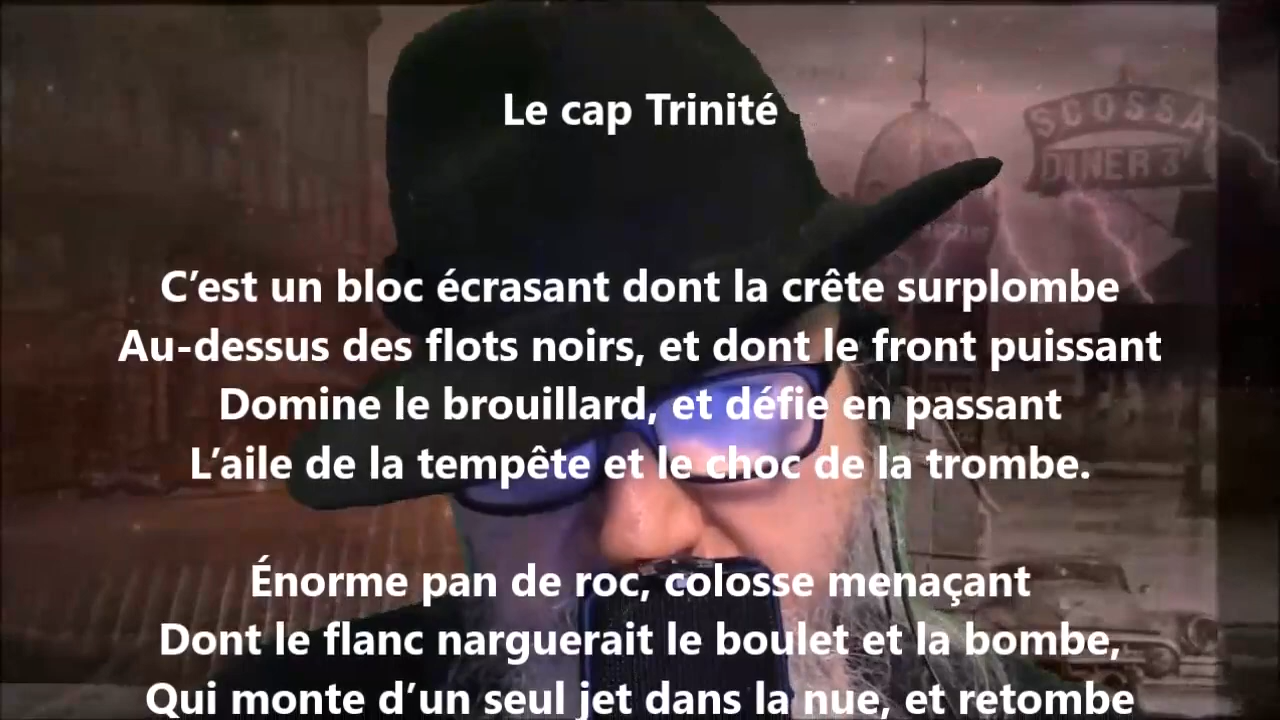 Le cap Trinité
SCOSSA
DINER 3
C’est un bloc écrasant dont la crête surplombe
Au-dessus des flots noirs, et dont le front puissant
Domine le brouillard, et défie en passant
L’aile de la tempête et le choc de la trombe.
Énorme pan de roc, colosse menaçant
Dont le flanc narguerait le boulet et la bombe,
Qui monte d’un seul jet dans la nue, et retombe